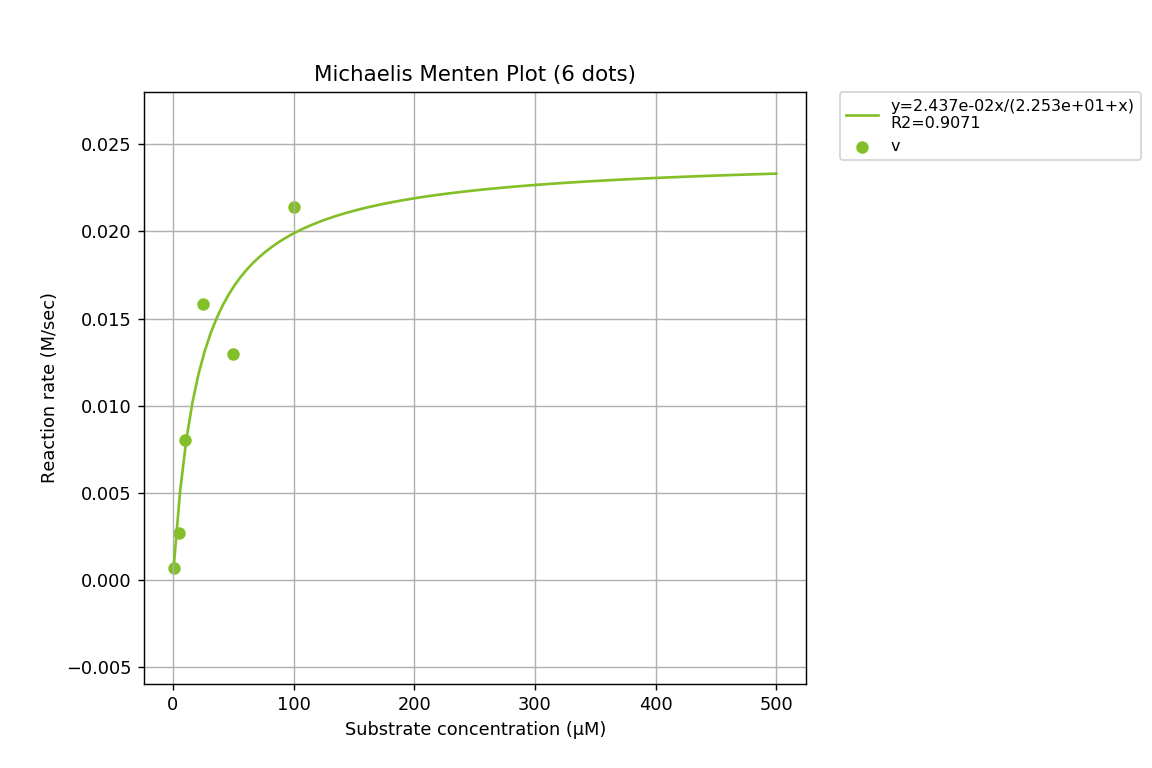 Michaelis Menten Plot (6 dots)
y=2.437e-02x/(2.253e+01+x)
R2=0.9071
v
Reaction rate (M/sec)
0.025
0.020
0.015
0.010
0.005
0.000
−0.005
0 100 200 300 400 500
Substrate concentration (μM)